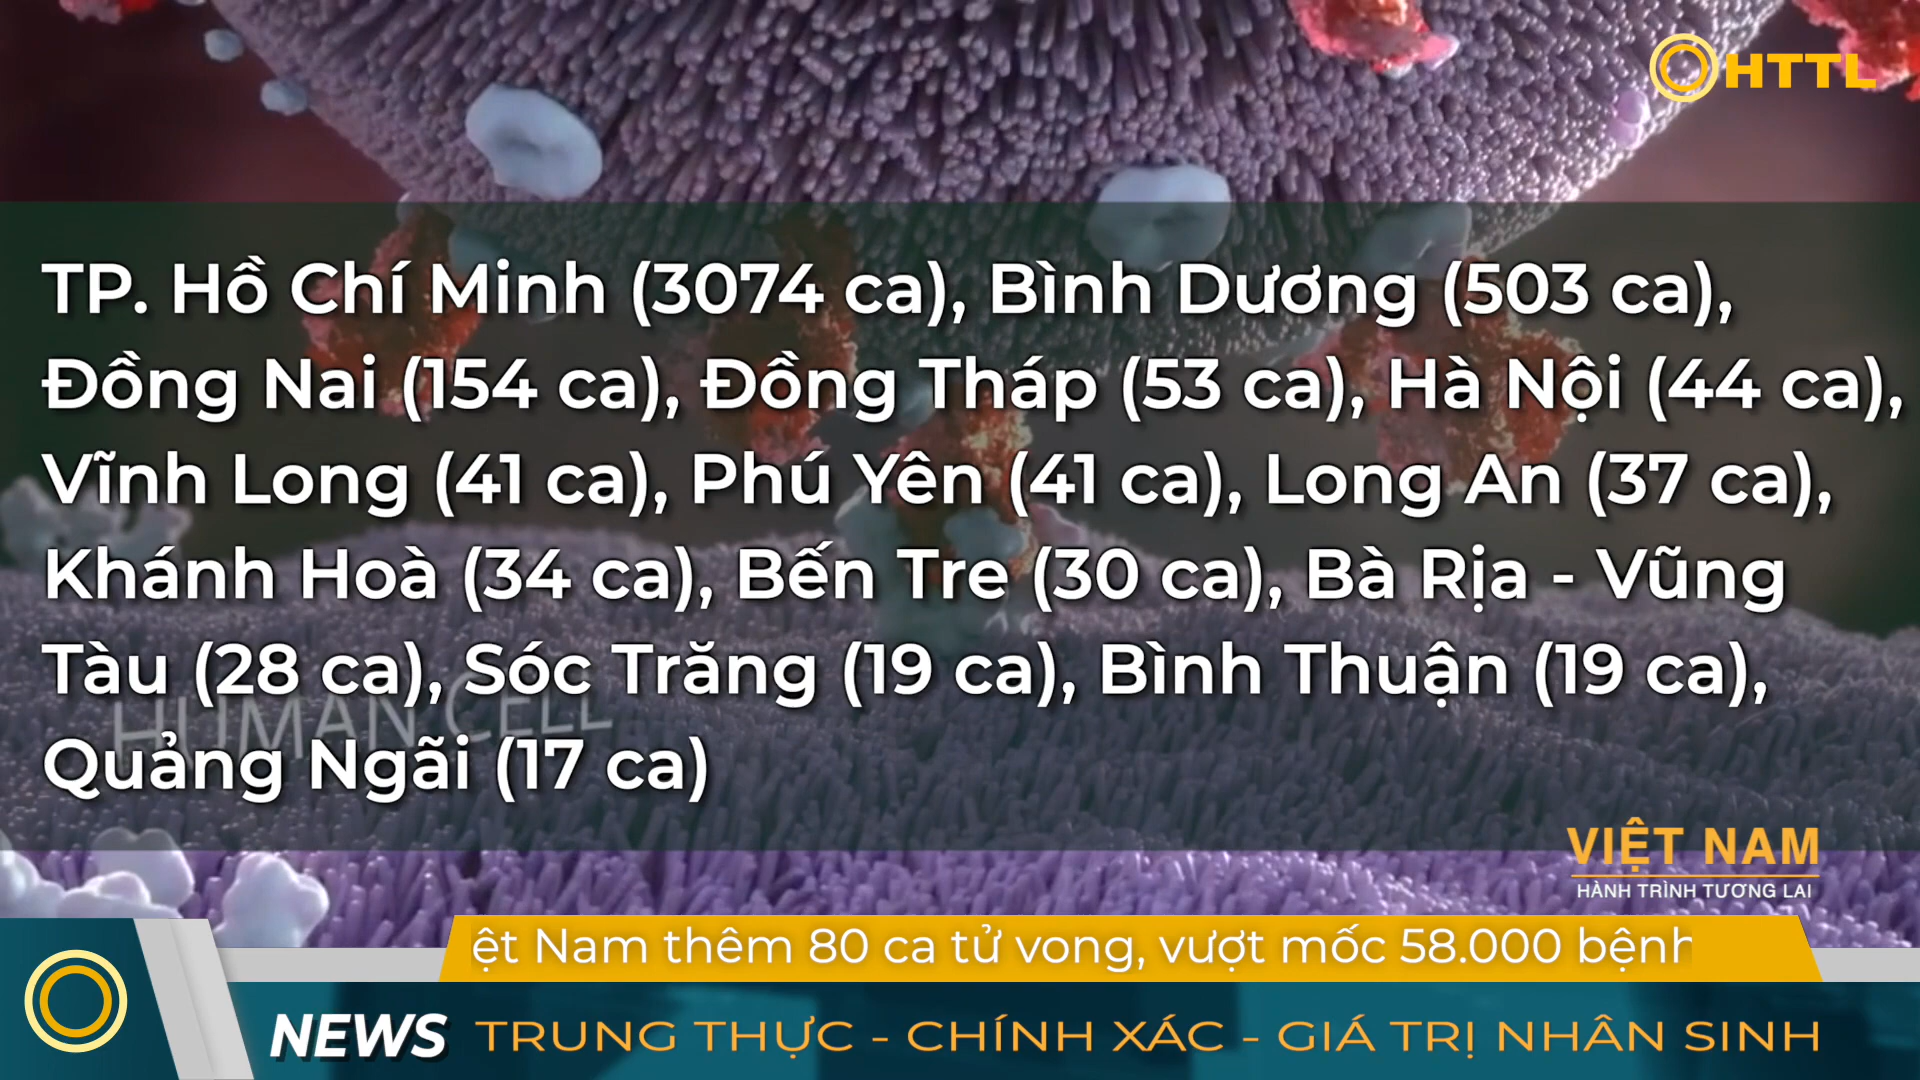 HTTL
TP. Hồ Chí Minh (3074 ca), Bình Dương (503 ca),
Đồng Nai (154 ca), Đồng Tháp (53 ca), Hà Nội (44 ca),
Vĩnh Long (41 ca), Phú Yên (41 ca), Long An (37 ca),
Khánh Hoà (34 ca), Bến Tre (30 ca), Bà Rịa - Vũng
Tàu (28 ca), Sóc Trăng (19 ca), Bình Thuận (19 ca),
HUMAN CELL
Quảng Ngãi (17 ca)
VIỆT NAM
HÀNH TRÌNH TƯƠNG LAI
ệt Nam thêm 80 ca tử vong, vượt mốc 58.000 bệnh
NEWS TRUNG THỰC - CHÍNH XÁC - GIÁ TRỊ NHÂN SINH